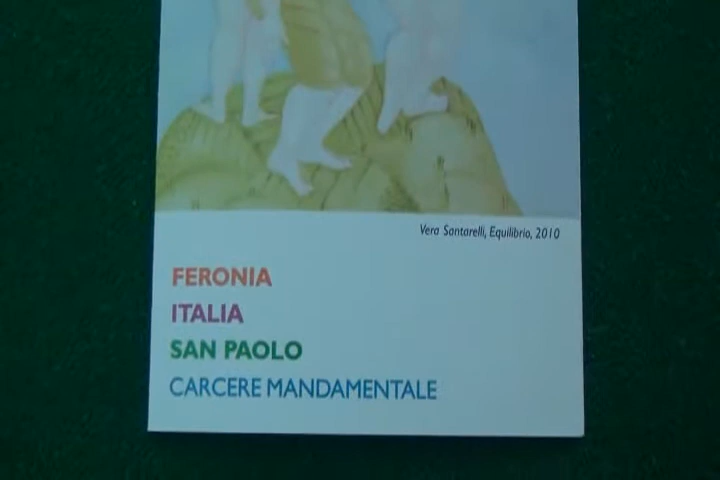 Vera Santarelli, Equilibrio, 2010
FERONIA
ITALIA
SAN PAOLO
CARCERE MANDAMENTALE